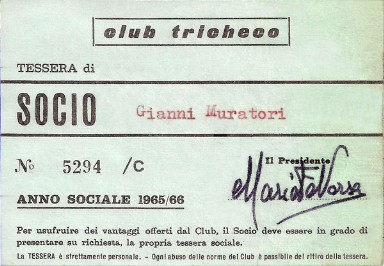 club tricheco
TESSERA di
SOCIO Gianni Muratori
№ 5294 /C
Il Presidente
ANNO SOCIALE 1965/66
Per usufruire dei vantaggi offerti dal Club, il Socio deve essere in grado di
presentare su richiesta, la propria tessera sociale.
La TESSERA è strettamente personale. - Ogni abuso delle norme del Club è passibile del ritiro della tessera.